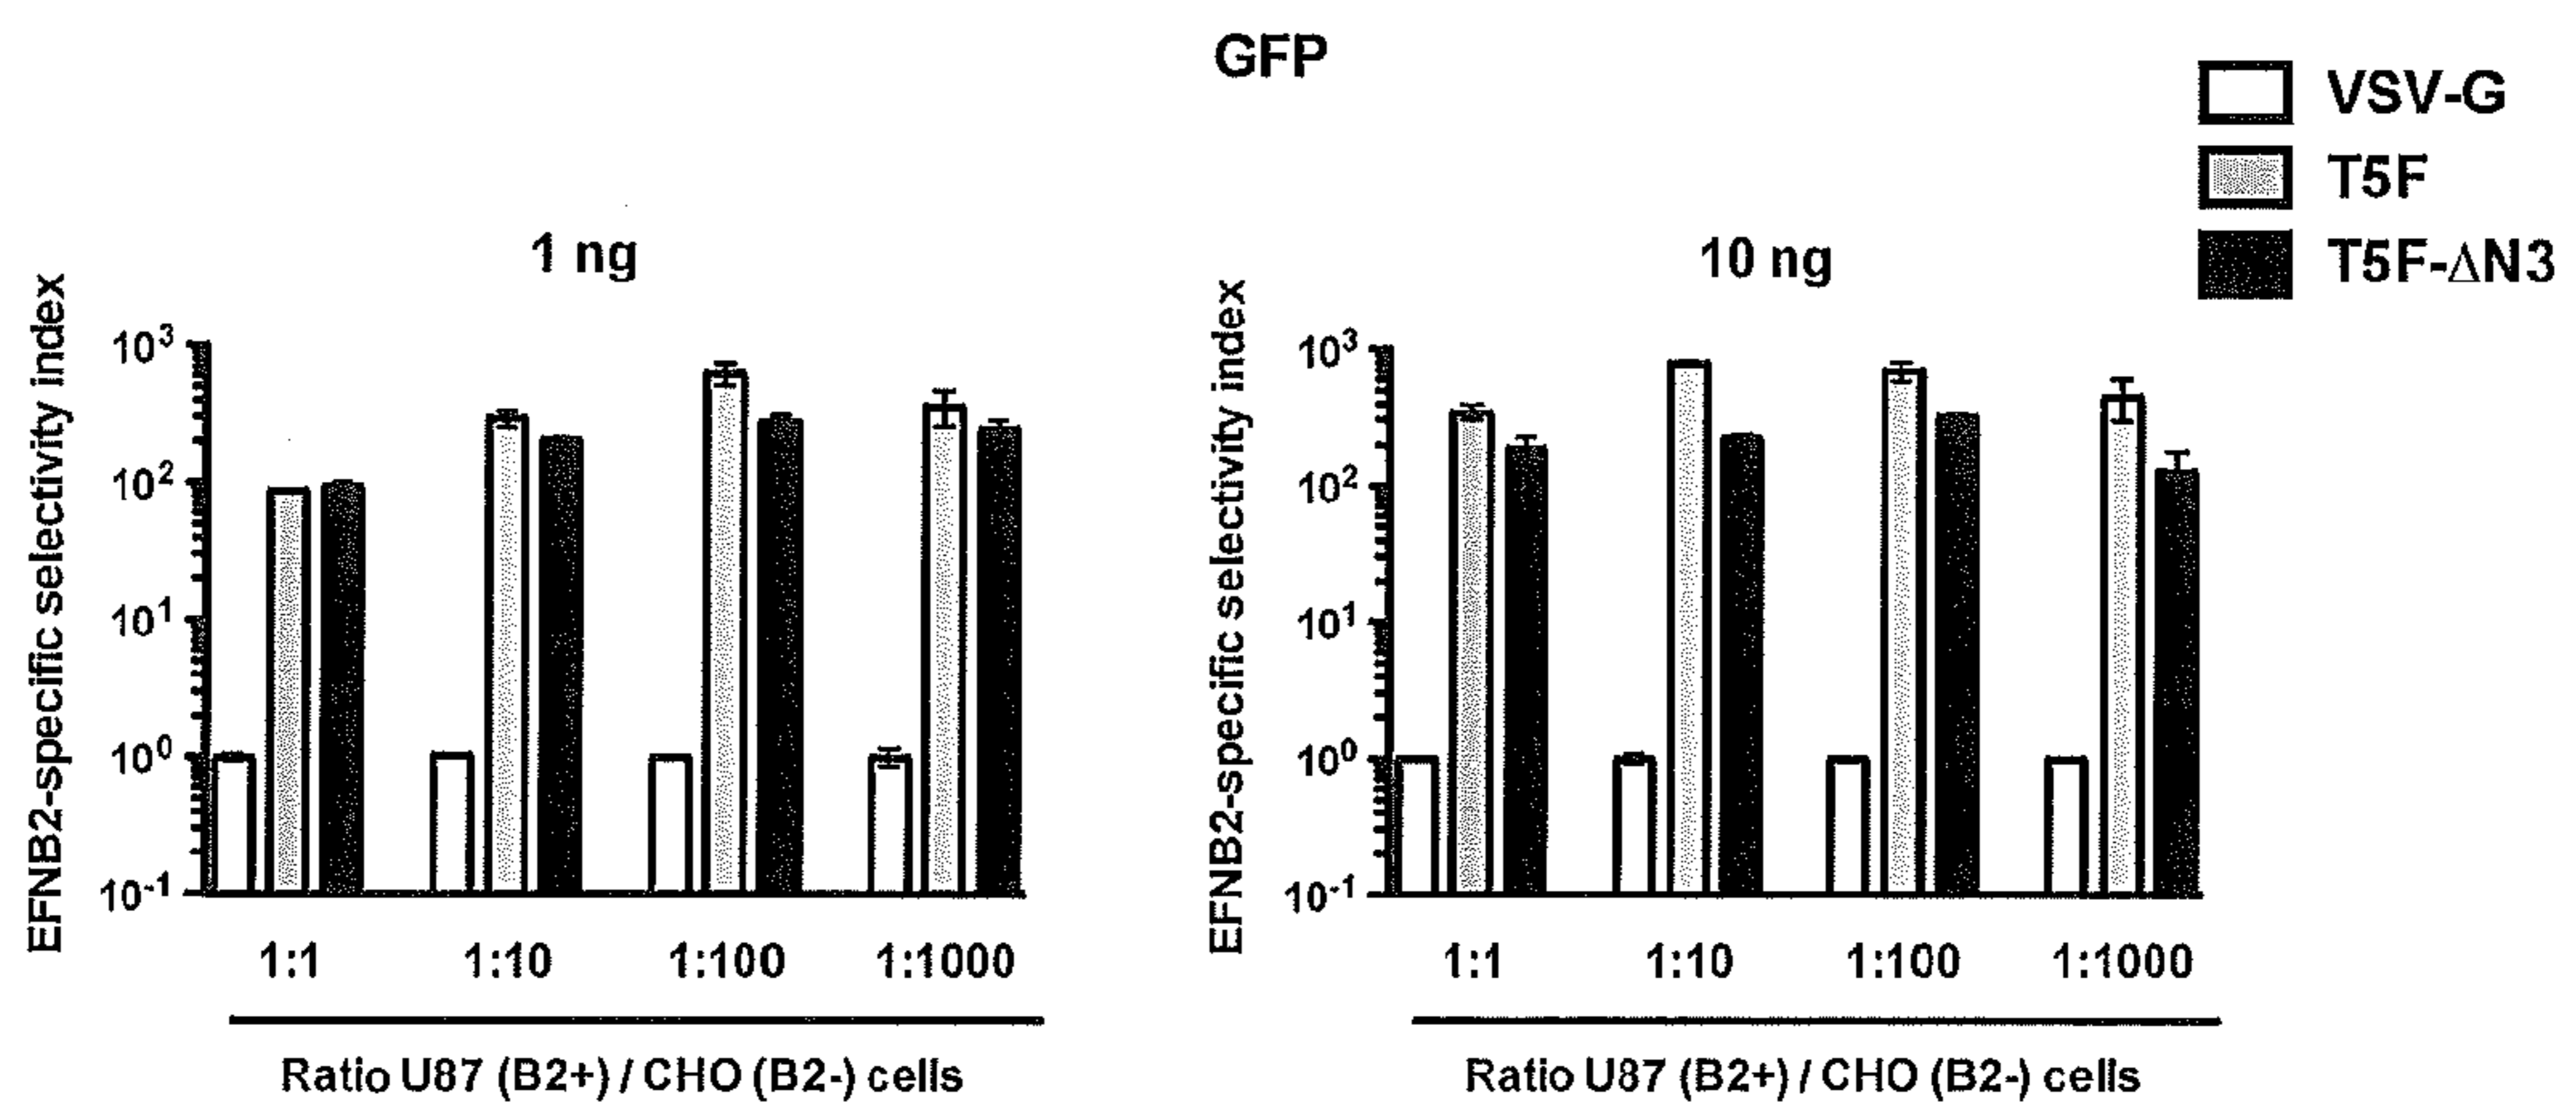 GFP
VSV-G
T5F
T5F-ΔN3
1 ng
EFNB2-specific selectivity index
10³
10²
10¹
10⁰
10⁻¹
1:1 1:10 1:100 1:1000
Ratio U87 (B2+) / CHO (B2-) cells
10 ng
EFNB2-specific selectivity index
10³
10²
10¹
10⁰
10⁻¹
1:1 1:10 1:100 1:1000
Ratio U87 (B2+) / CHO (B2-) cells